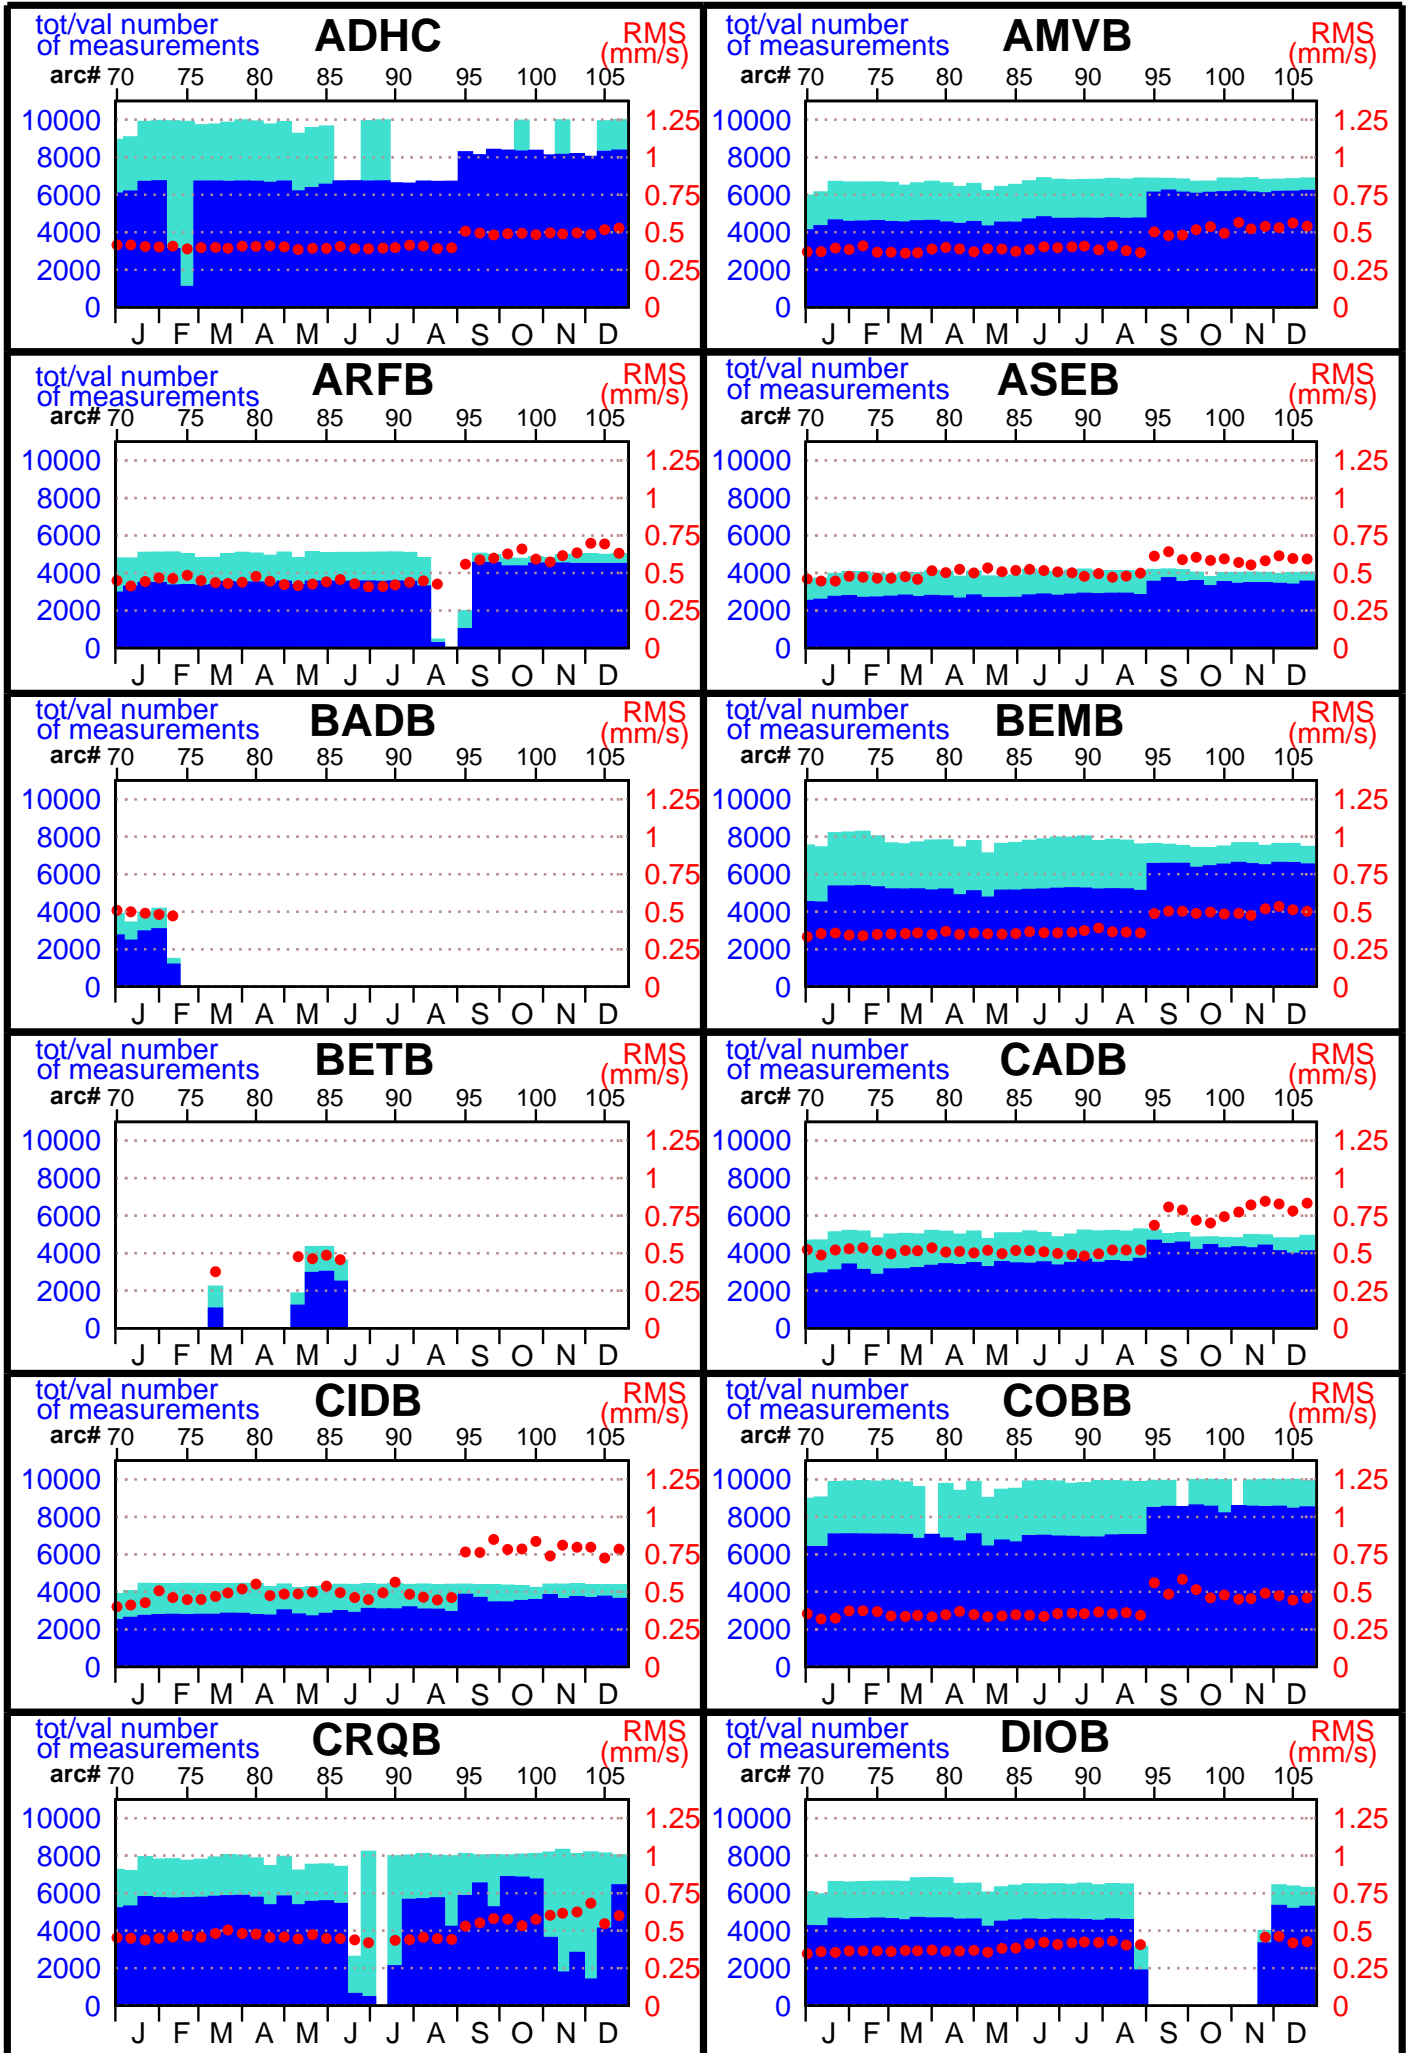 tot/val number of measurements ADHC RMS (mm/s)
arc# 70 75 80 85 90 95 100 105
10000 1.25
8000 1
6000 0.75
4000 0.5
2000 0.25
0 0
J F M A M J J A S O N D
tot/val number of measurements AMVB RMS (mm/s)
arc# 70 75 80 85 90 95 100 105
10000 1.25
8000 1
6000 0.75
4000 0.5
2000 0.25
0 0
J F M A M J J A S O N D
tot/val number of measurements ARFB RMS (mm/s)
arc# 70 75 80 85 90 95 100 105
10000 1.25
8000 1
6000 0.75
4000 0.5
2000 0.25
0 0
J F M A M J J A S O N D
tot/val number of measurements ASEB RMS (mm/s)
arc# 70 75 80 85 90 95 100 105
10000 1.25
8000 1
6000 0.75
4000 0.5
2000 0.25
0 0
J F M A M J J A S O N D
tot/val number of measurements BADB RMS (mm/s)
arc# 70 75 80 85 90 95 100 105
10000 1.25
8000 1
6000 0.75
4000 0.5
2000 0.25
0 0
J F M A M J J A S O N D
tot/val number of measurements BEMB RMS (mm/s)
arc# 70 75 80 85 90 95 100 105
10000 1.25
8000 1
6000 0.75
4000 0.5
2000 0.25
0 0
J F M A M J J A S O N D
tot/val number of measurements BETB RMS (mm/s)
arc# 70 75 80 85 90 95 100 105
10000 1.25
8000 1
6000 0.75
4000 0.5
2000 0.25
0 0
J F M A M J J A S O N D
tot/val number of measurements CADB RMS (mm/s)
arc# 70 75 80 85 90 95 100 105
10000 1.25
8000 1
6000 0.75
4000 0.5
2000 0.25
0 0
J F M A M J J A S O N D
tot/val number of measurements CIDB RMS (mm/s)
arc# 70 75 80 85 90 95 100 105
10000 1.25
8000 1
6000 0.75
4000 0.5
2000 0.25
0 0
J F M A M J J A S O N D
tot/val number of measurements COBB RMS (mm/s)
arc# 70 75 80 85 90 95 100 105
10000 1.25
8000 1
6000 0.75
4000 0.5
2000 0.25
0 0
J F M A M J J A S O N D
tot/val number of measurements CRQB RMS (mm/s)
arc# 70 75 80 85 90 95 100 105
10000 1.25
8000 1
6000 0.75
4000 0.5
2000 0.25
0 0
J F M A M J J A S O N D
tot/val number of measurements DIOB RMS (mm/s)
arc# 70 75 80 85 90 95 100 105
10000 1.25
8000 1
6000 0.75
4000 0.5
2000 0.25
0 0
J F M A M J J A S O N D